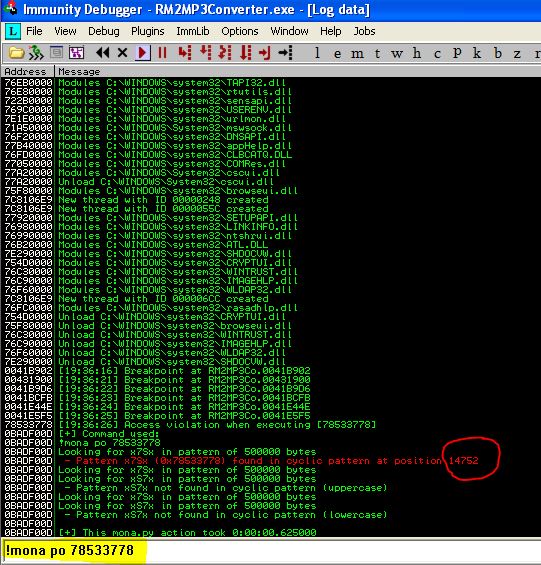 Immunity Debugger - RM2MP3Converter.exe - [Log data]
File View Debug Plugins ImmLib Options Window Help Jobs
l e m t w h c p k b z
Address Message
76EB0000 Modules C:\WINDOWS\system32\TAPI32.dll
76E80000 Modules C:\WINDOWS\system32\rtutils.dll
722B0000 Modules C:\WINDOWS\system32\sensapi.dll
769C0000 Modules C:\WINDOWS\system32\USERENV.dll
7E1E0000 Modules C:\WINDOWS\system32\urlmon.dll
71A50000 Modules C:\WINDOWS\System32\mswsock.dll
76F20000 Modules C:\WINDOWS\system32\DNSAPI.dll
77B40000 Modules C:\WINDOWS\system32\appHelp.dll
76FD0000 Modules C:\WINDOWS\system32\CLBCATQ.DLL
77050000 Modules C:\WINDOWS\system32\COMRes.dll
77A20000 Modules C:\WINDOWS\System32\cscui.dll
77A20000 Unload C:\WINDOWS\System32\cscui.dll
75F80000 Modules C:\WINDOWS\system32\browseui.dll
7C8106E9 New thread with ID 00000248 created
7C8106E9 New thread with ID 0000055C created
77920000 Modules C:\WINDOWS\system32\SETUPAPI.dll
76980000 Modules C:\WINDOWS\system32\LINKINFO.dll
76990000 Modules C:\WINDOWS\system32\ntshrui.dll
76B20000 Modules C:\WINDOWS\system32\ATL.DLL
7E290000 Modules C:\WINDOWS\system32\SHDOCVW.dll
754D0000 Modules C:\WINDOWS\system32\CRYPTUI.dll
76C30000 Modules C:\WINDOWS\system32\WINTRUST.dll
76C90000 Modules C:\WINDOWS\system32\IMAGEHLP.dll
76F60000 Modules C:\WINDOWS\system32\WLDAP32.dll
7C8106E9 New thread with ID 000006CC created
76FC0000 Modules C:\WINDOWS\system32\rasadhlp.dll
754D0000 Unload C:\WINDOWS\system32\CRYPTUI.dll
75F80000 Unload C:\WINDOWS\system32\browseui.dll
76C30000 Unload C:\WINDOWS\system32\WINTRUST.dll
76C90000 Unload C:\WINDOWS\system32\IMAGEHLP.dll
76F60000 Unload C:\WINDOWS\system32\WLDAP32.dll
7E290000 Unload C:\WINDOWS\system32\SHDOCVW.dll
0041B902 [19:36:16] Breakpoint at RM2MP3Co.0041B902
00431900 [19:36:21] Breakpoint at RM2MP3Co.00431900
0041B9D6 [19:36:22] Breakpoint at RM2MP3Co.0041B9D6
0041BCFB [19:36:23] Breakpoint at RM2MP3Co.0041BCFB
0041E44E [19:36:24] Breakpoint at RM2MP3Co.0041E44E
0041E5F5 [19:36:25] Breakpoint at RM2MP3Co.0041E5F5
78533778 [19:36:26] Access violation when executing [78533778]
0BADF00D [+] Command used:
0BADF00D !mona po 78533778
0BADF00D Looking for x7Sx in pattern of 500000 bytes
0BADF00D - Pattern x7Sx (0x78533778) found in cyclic pattern at position 14752
0BADF00D Looking for x7Sx in pattern of 500000 bytes
0BADF00D Looking for xS7x in pattern of 500000 bytes
0BADF00D - Pattern xS7x not found in cyclic pattern (uppercase)
0BADF00D Looking for x7Sx in pattern of 500000 bytes
0BADF00D Looking for xS7x in pattern of 500000 bytes
0BADF00D - Pattern xS7x not found in cyclic pattern (lowercase)
0BADF00D
0BADF00D [+] This mona.py action took 0:00:00.625000
!mona po 78533778